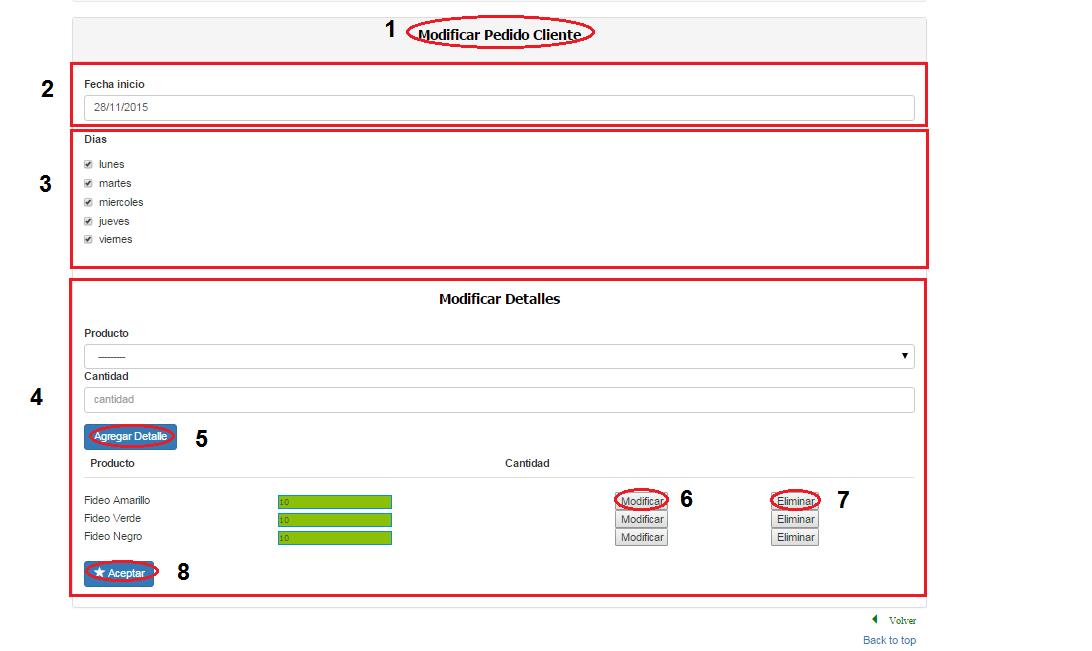 1 Modificar Pedido Cliente
2
Fecha inicio
28/11/2015
3
Dias
lunes
martes
miercoles
jueves
viernes
4
Modificar Detalles
Producto
---------
Cantidad
cantidad
Agregar Detalle 5
Producto Cantidad
Fideo Amarillo 10 Modificar 6 Eliminar 7
Fideo Verde 10 Modificar Eliminar
Fideo Negro 10 Modificar Eliminar
Aceptar 8
Volver
Back to top